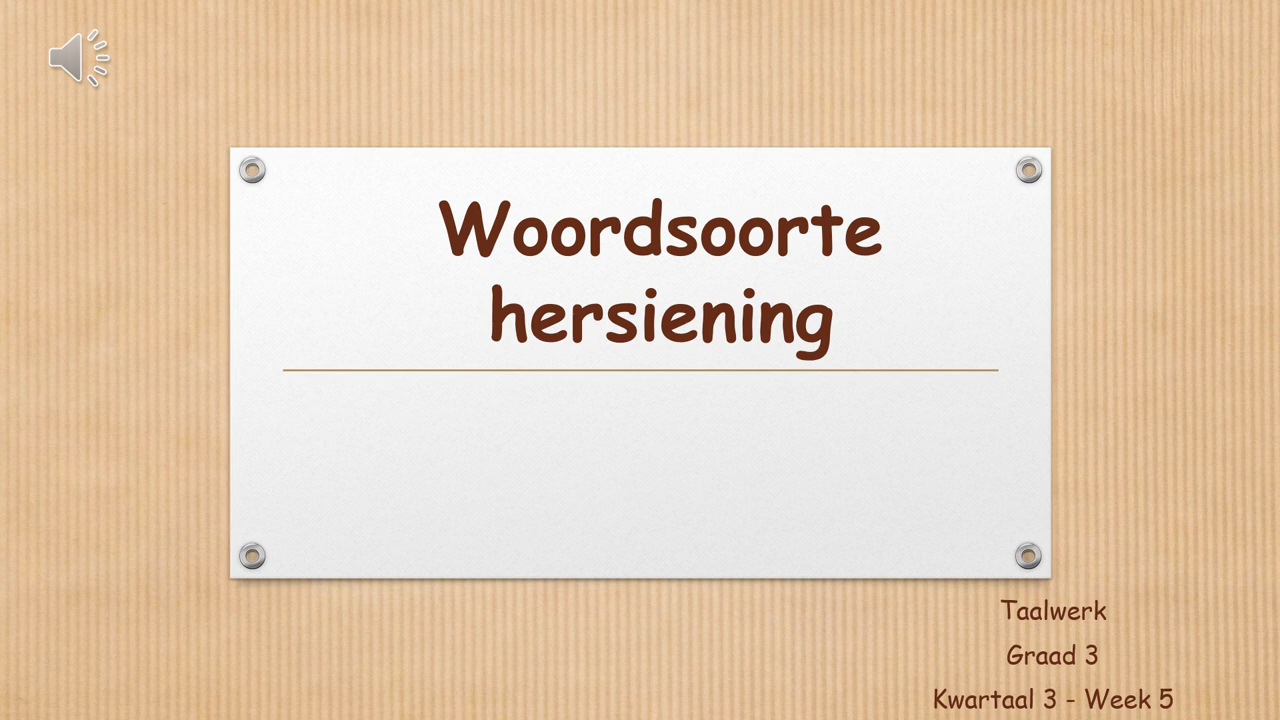 Woordsoorte
hersiening
Taalwerk
Graad 3
Kwartaal 3 - Week 5